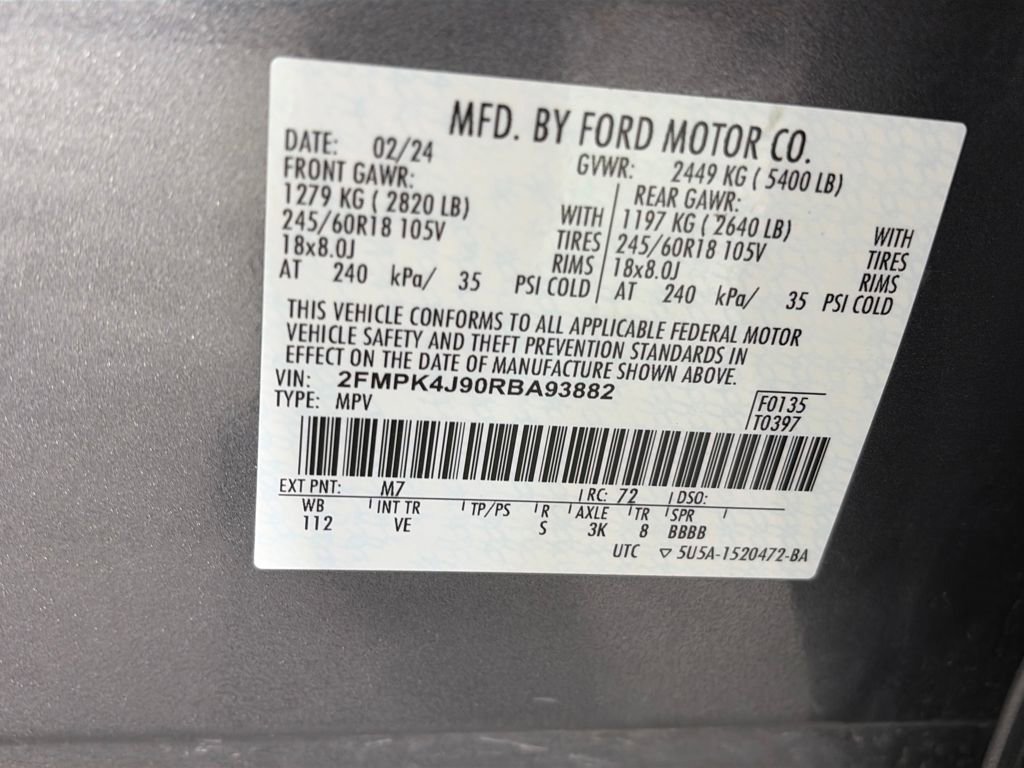 MFD. BY FORD MOTOR CO.
DATE: 02/24 GVWR: 2449 KG ( 5400 LB)
FRONT GAWR: REAR GAWR:
1279 KG ( 2820 LB) WITH 1197 KG ( 2640 LB) WITH
245/60R18 105V TIRES 245/60R18 105V TIRES
18x8.0J RIMS 18x8.0J RIMS
AT 240 kPa/ 35 PSI COLD AT 240 kPa/ 35 PSI COLD
THIS VEHICLE CONFORMS TO ALL APPLICABLE FEDERAL MOTOR
VEHICLE SAFETY AND THEFT PREVENTION STANDARDS IN
EFFECT ON THE DATE OF MANUFACTURE SHOWN ABOVE.
VIN: 2FMPK4J90RBA93882
TYPE: MPV F0135
T0397
EXT PNT: M7 RC: 72 DSO:
WB INT TR TP/PS R AXLE TR SPR
112 VE S 3K 8 BBBB
UTC ▽ 5U5A-1520472-BA